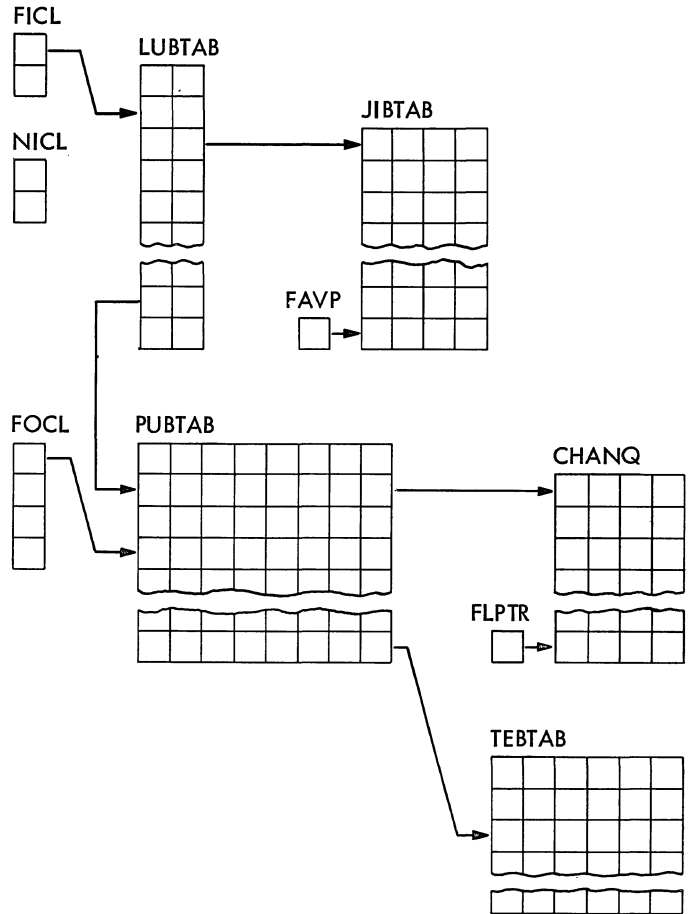 FICL
LUBTAB
JIBTAB
NICL
FAVP
FOCL
PUBTAB
CHANQ
FLPTR
TEBTAB